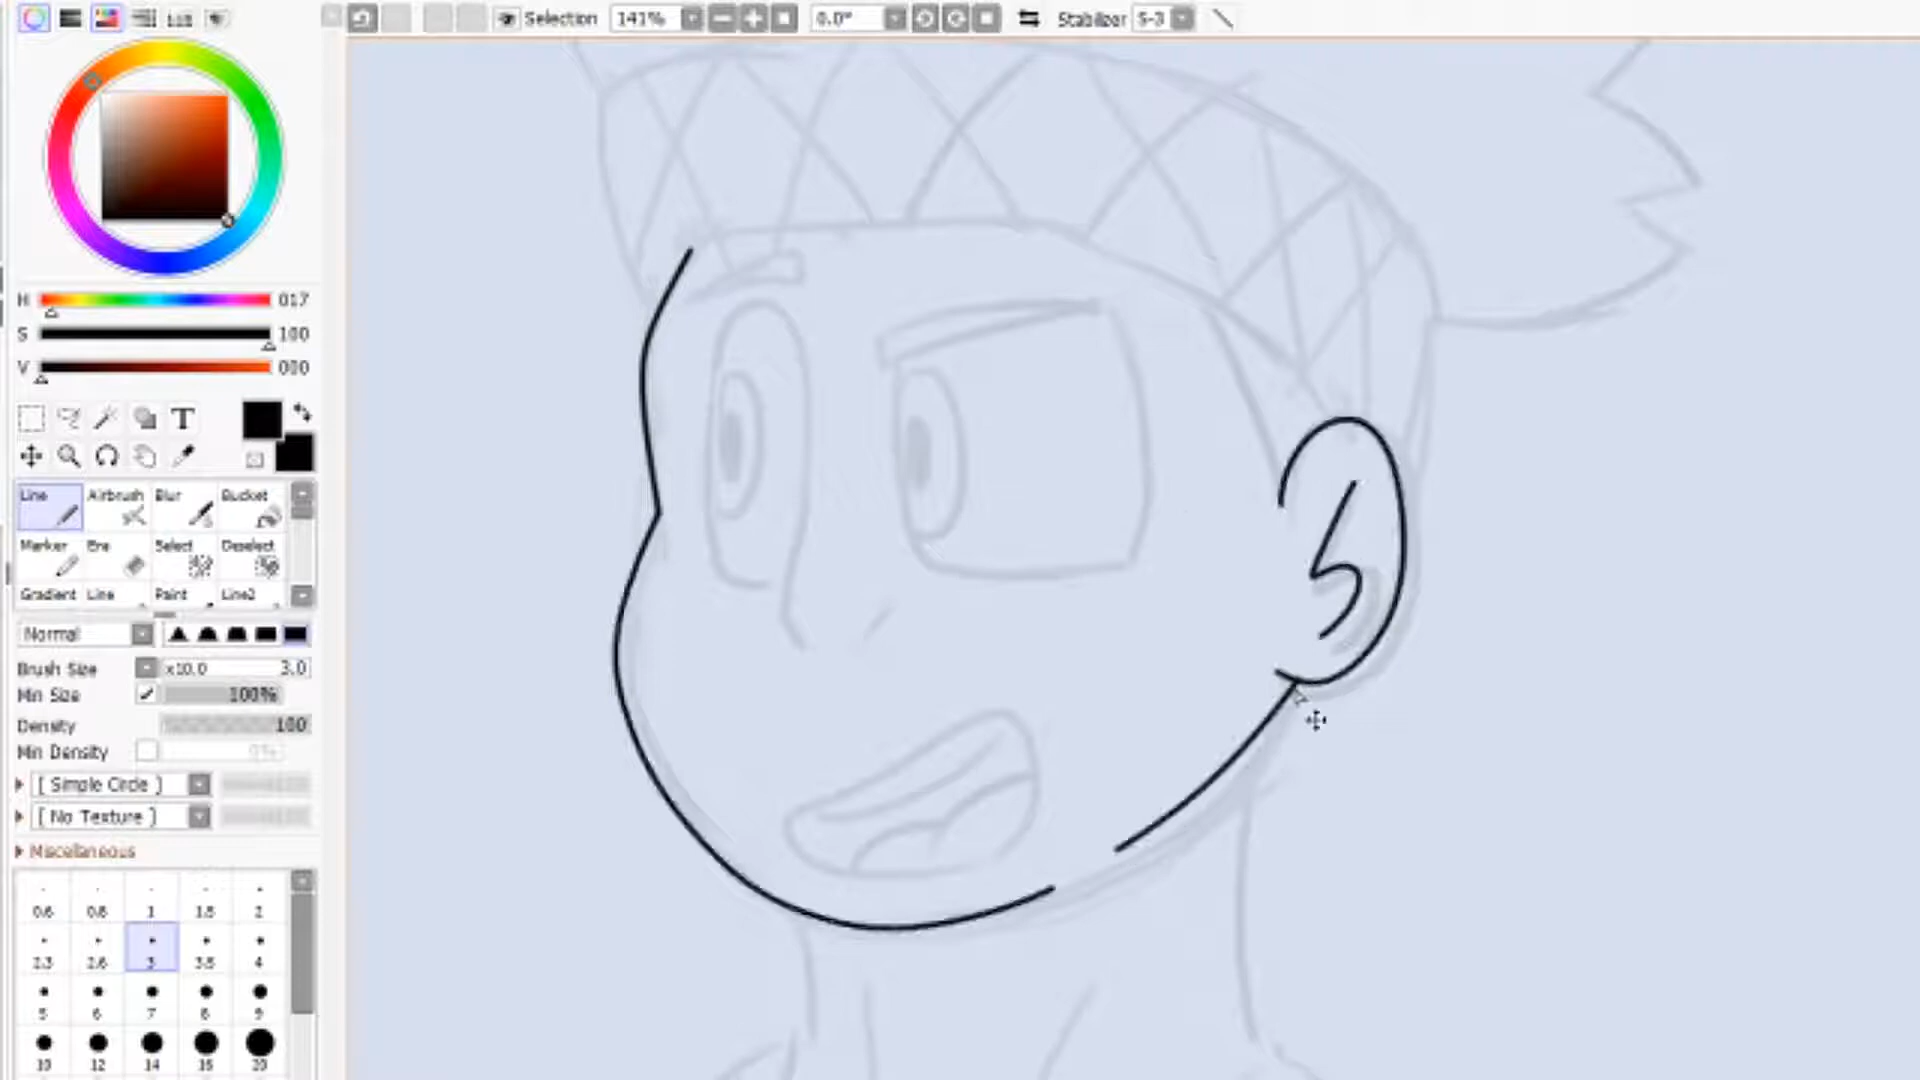 Selection 141% 0.0° Stabilizer S-3
H 017
S 100
V 000
T
Line Airbrush Blur Bucket
Marker Era Select Deselect
Gradient Line Paint Line2
Normal
Brush Size x10.0 3.0
Min Size 100%
Density 100
Min Density 0%
[ Simple Circle ]
[ No Texture ]
Miscellaneous
0.6 0.8 1 1.5 2
2.3 2.6 3 3.5 4
5 6 7 8 9
10 12 14 16 20